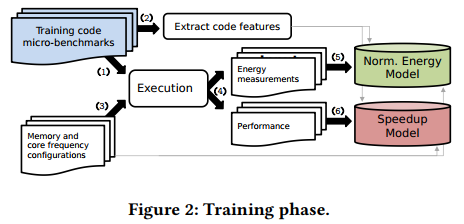 Training code
micro-benchmarks
(2)
Extract code features
(1)
Execution
(3)
Memory and
core frequency
configurations
(4)
Energy
measurements
(5)
Norm. Energy
Model
Performance
(6)
Speedup
Model
Figure 2: Training phase.